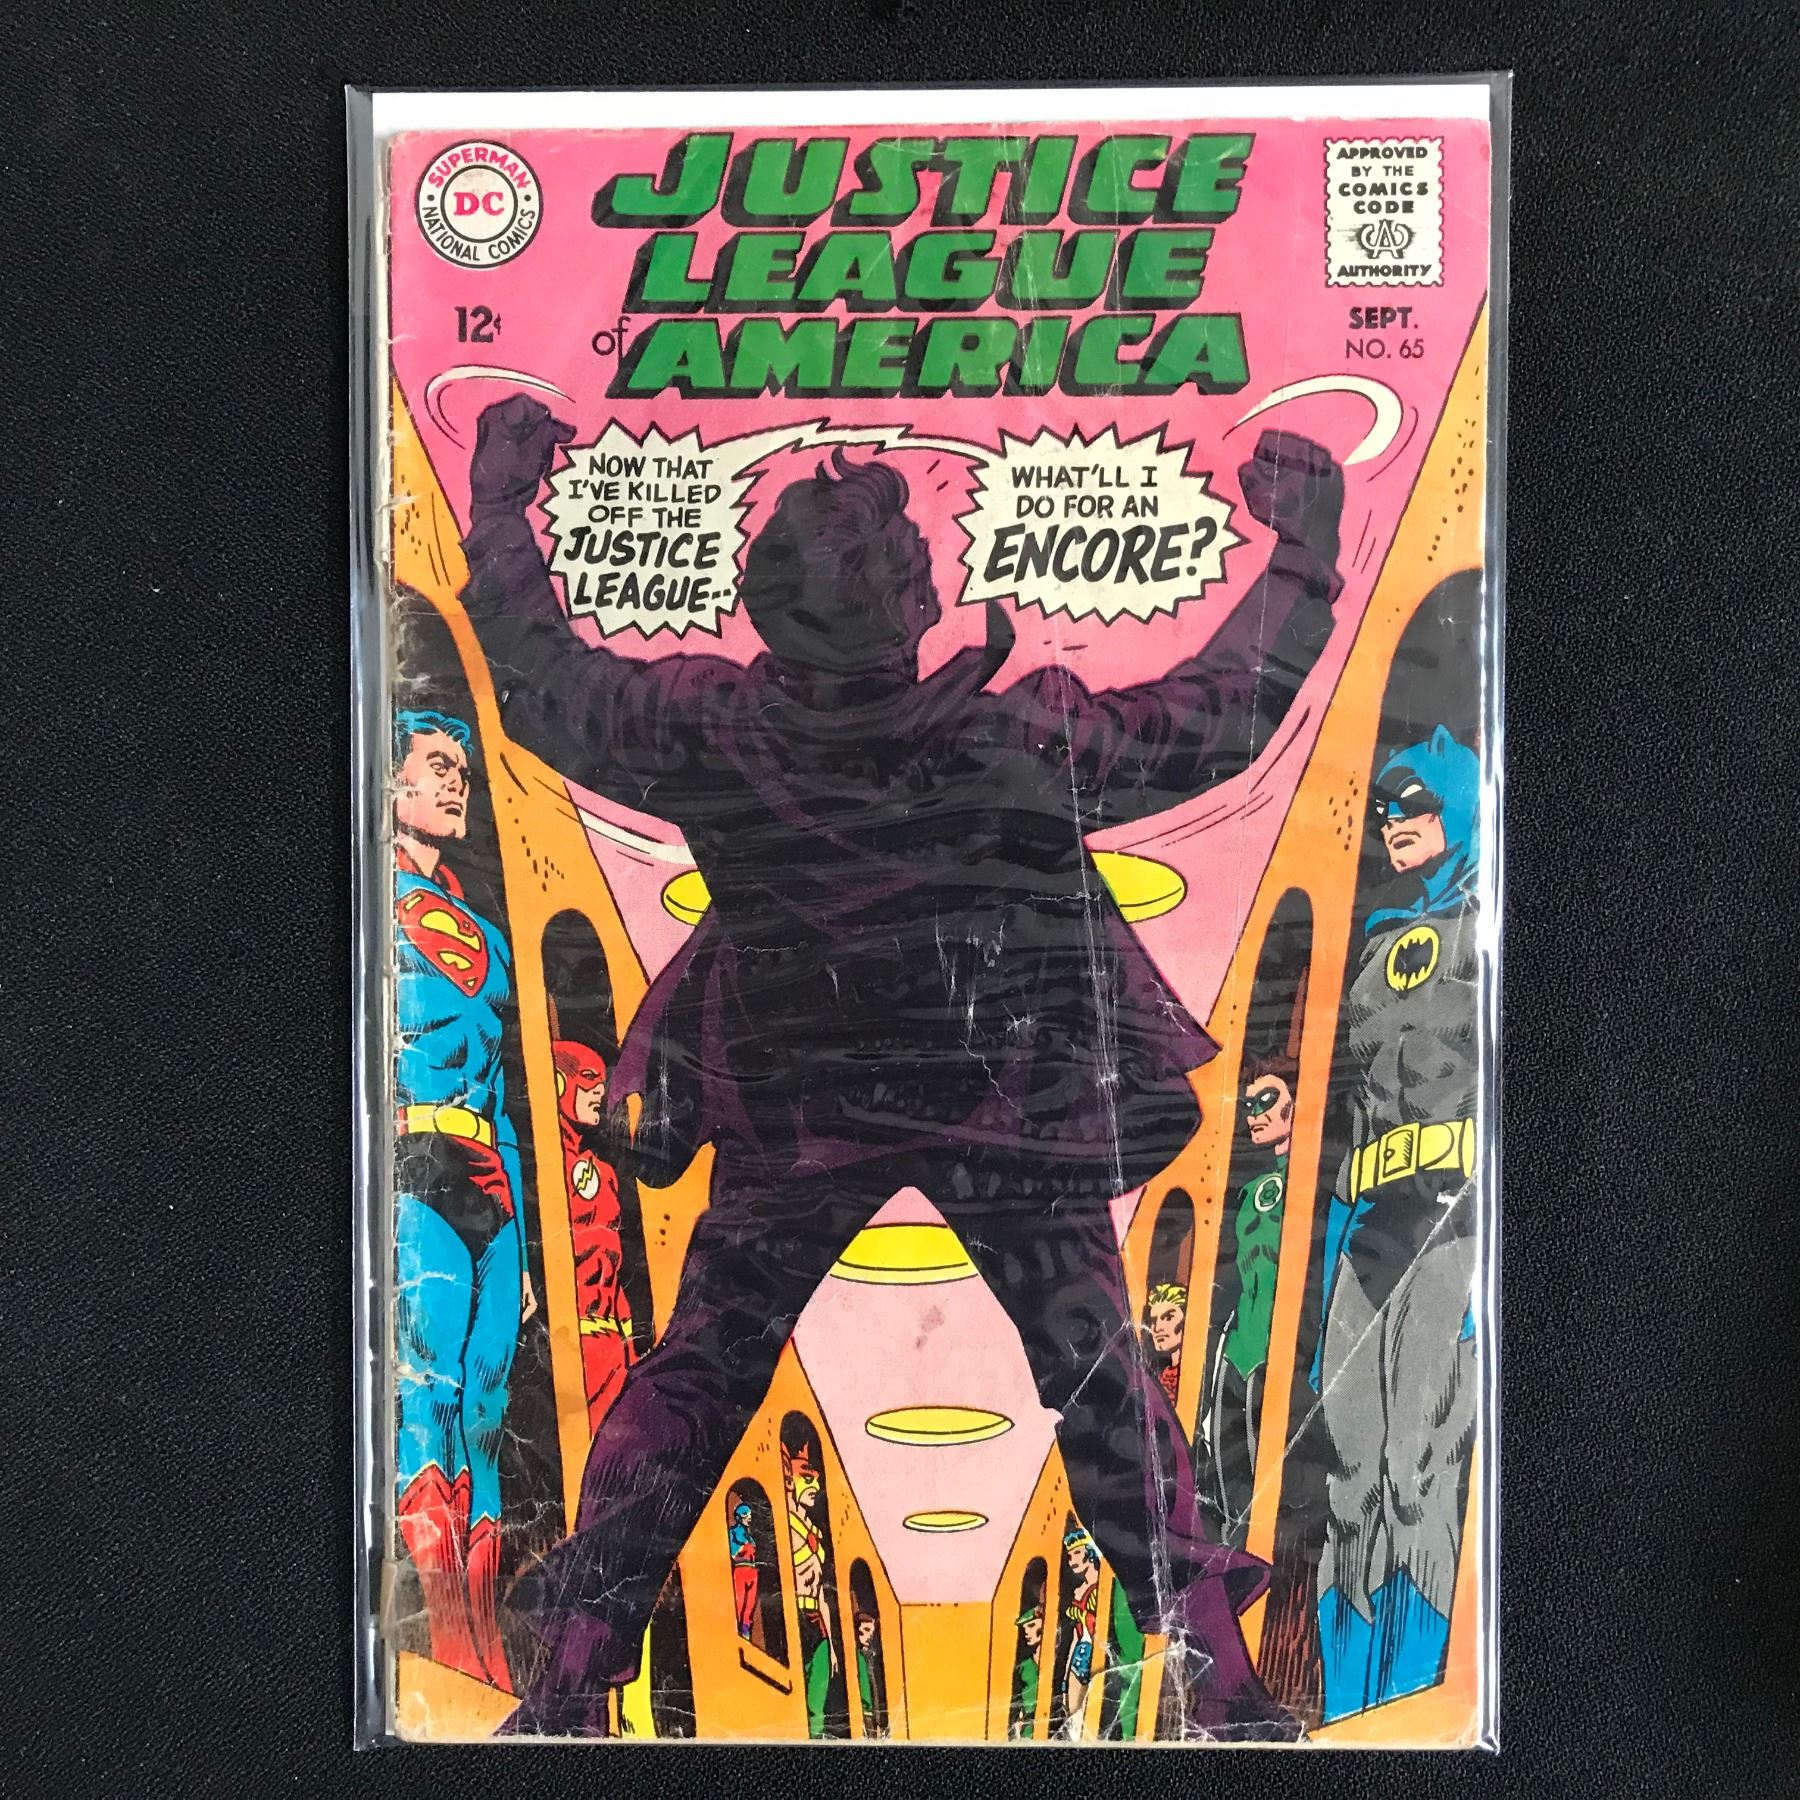 SUPERMAN
DC
NATIONAL COMICS
12¢
JUSTICE
LEAGUE
of AMERICA
APPROVED
BY THE
COMICS
CODE
CA
AUTHORITY
SEPT.
NO. 65
NOW THAT
I'VE KILLED
OFF THE
JUSTICE
LEAGUE--
WHAT'LL I
DO FOR AN
ENCORE?